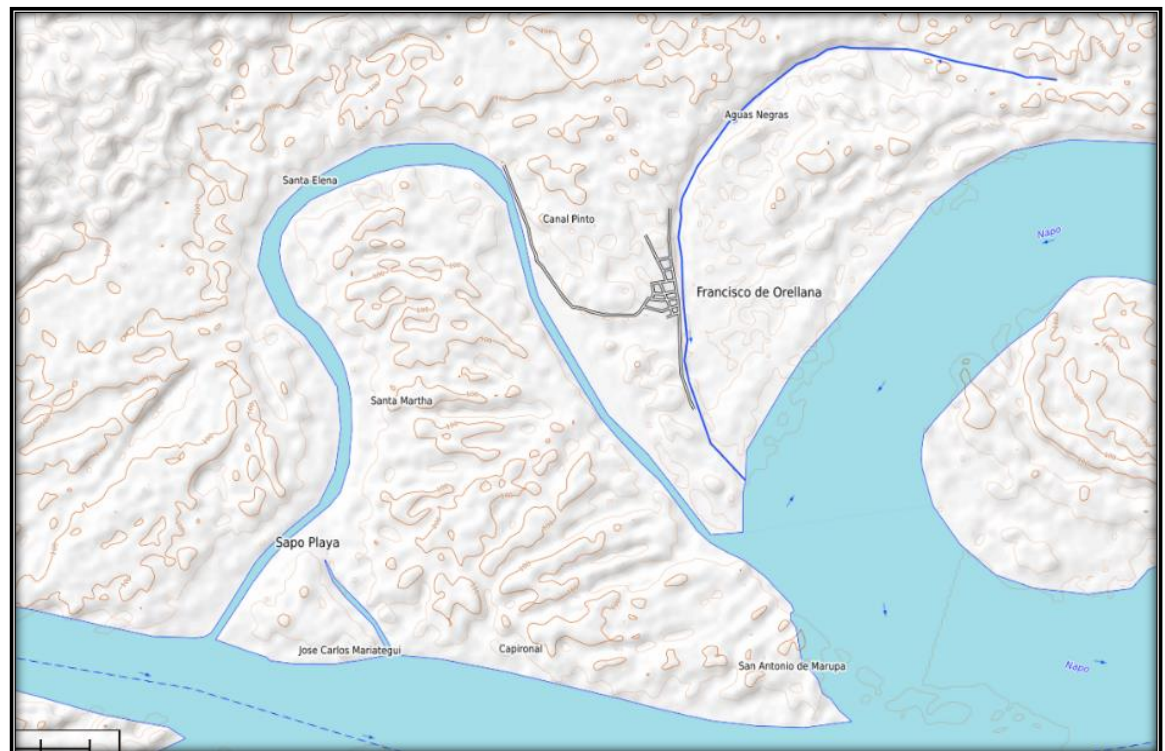 Aguas Negras
Santa Elena
Canal Pinto
Napo
Francisco de Orellana
Santa Martha
Sapo Playa
Jose Carlos Mariategui
Capironal
San Antonio de Marupa
Napo